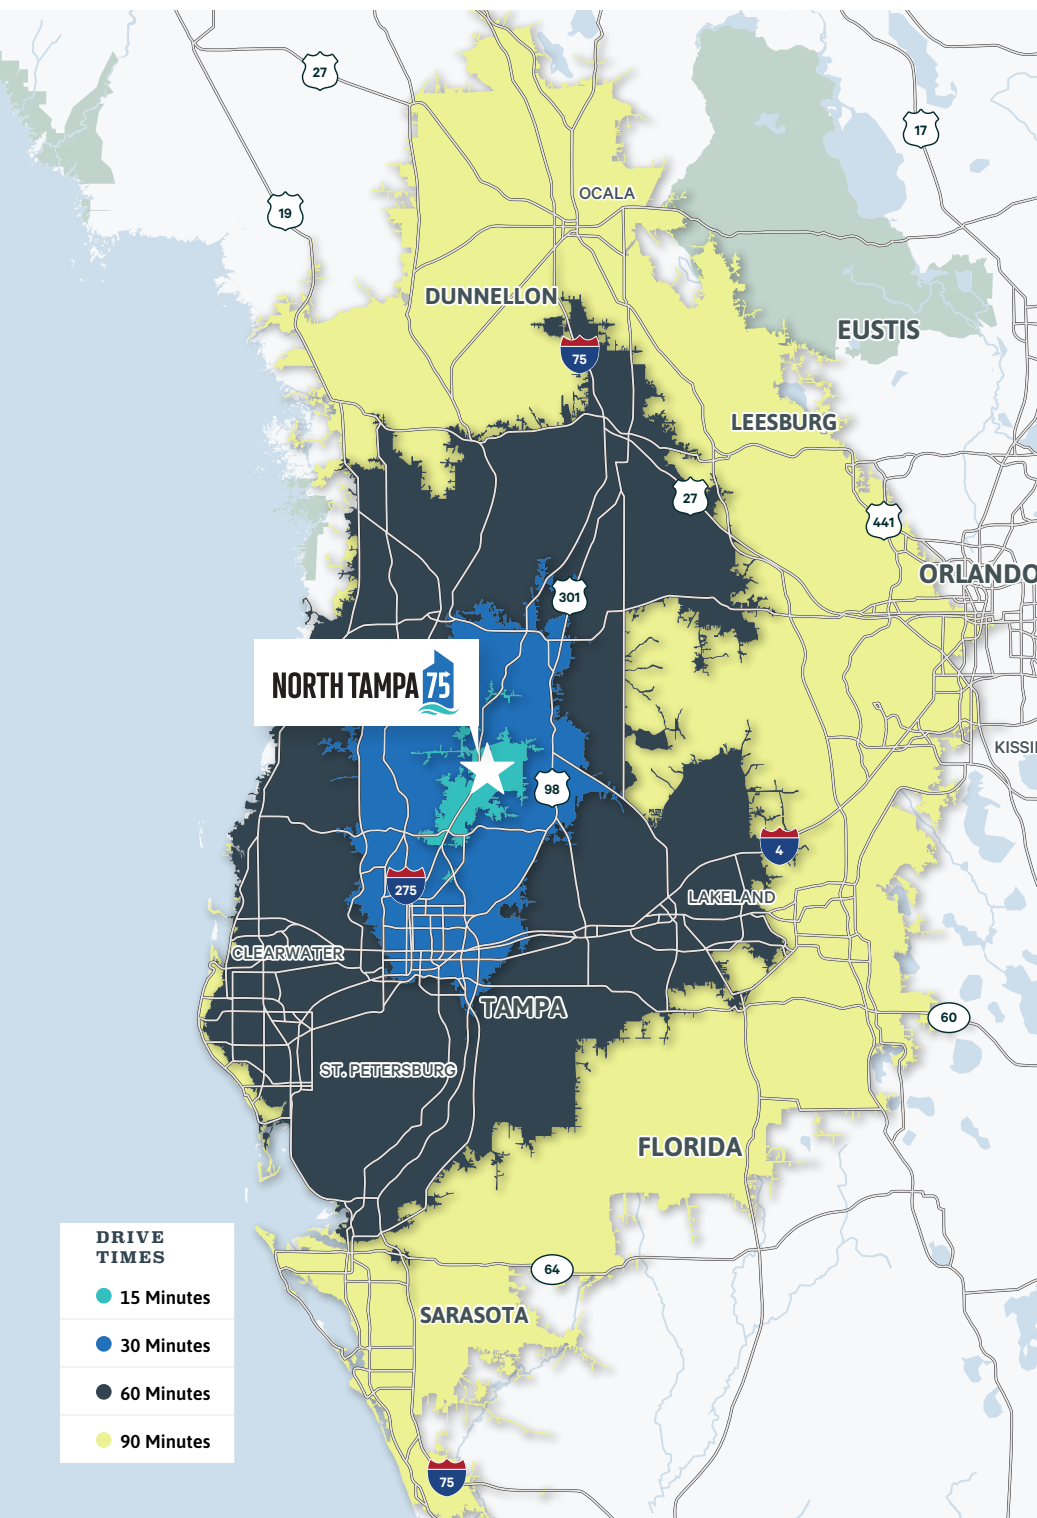 27
17
19
OCALA
DUNNELLON
EUSTIS
75
LEESBURG
27
441
ORLANDO
301
NORTH TAMPA 75
KISSI
98
4
275
LAKELAND
CLEARWATER
TAMPA
60
ST. PETERSBURG
FLORIDA
DRIVE
TIMES
15 Minutes
30 Minutes
60 Minutes
90 Minutes
64
SARASOTA
75